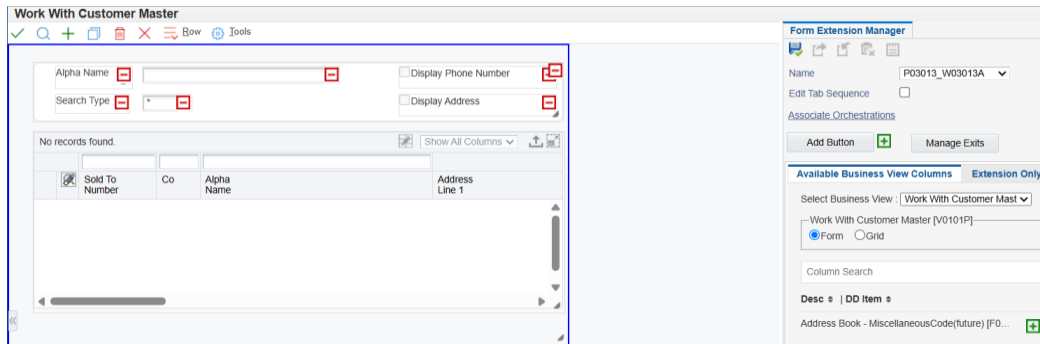 Work With Customer Master
Row Tools
Alpha Name
Display Phone Number
Search Type *
Display Address
No records found.
Show All Columns
Sold To Number
Co
Alpha Name
Address Line 1
Form Extension Manager
Name P03013_W03013A
Edit Tab Sequence
Associate Orchestrations
Add Button Manage Exits
Available Business View Columns Extension Only
Select Business View : Work With Customer Mast
Work With Customer Master [V0101P]
Form Grid
Column Search
Desc | DD Item
Address Book - MiscellaneousCode(future) [F0...